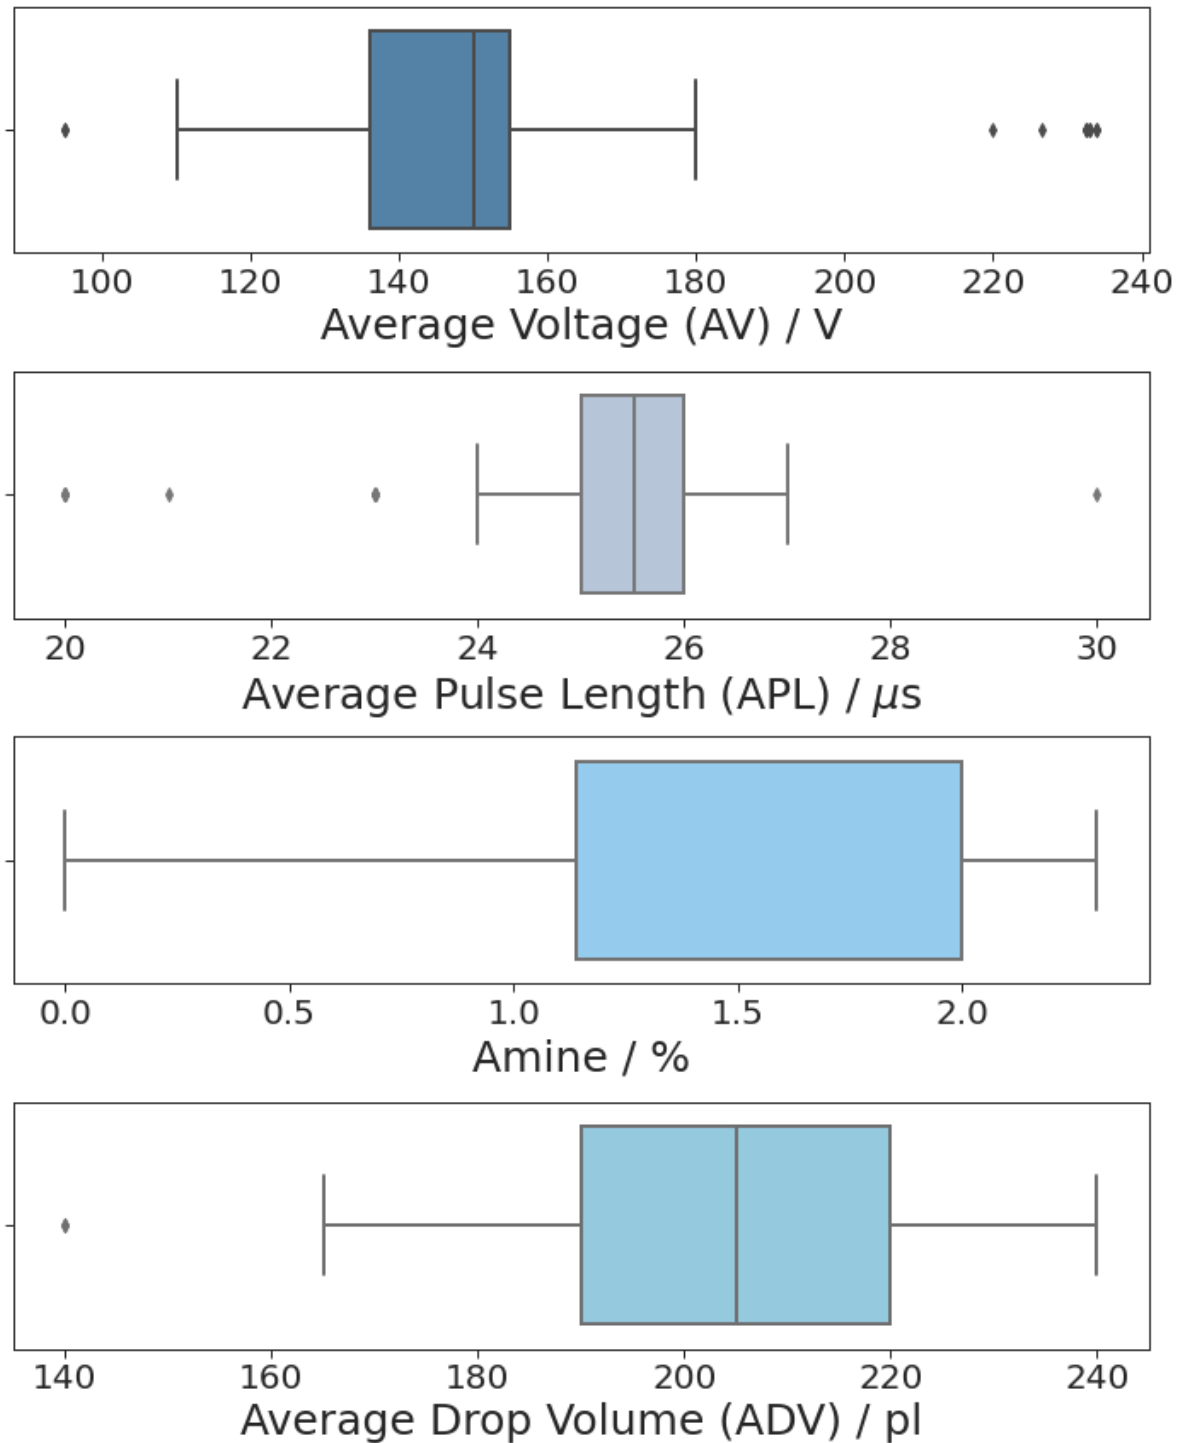 100 120 140 160 180 200 220 240
Average Voltage (AV) / V
20 22 24 26 28 30
Average Pulse Length (APL) / μs
0.0 0.5 1.0 1.5 2.0
Amine / %
140 160 180 200 220 240
Average Drop Volume (ADV) / pl